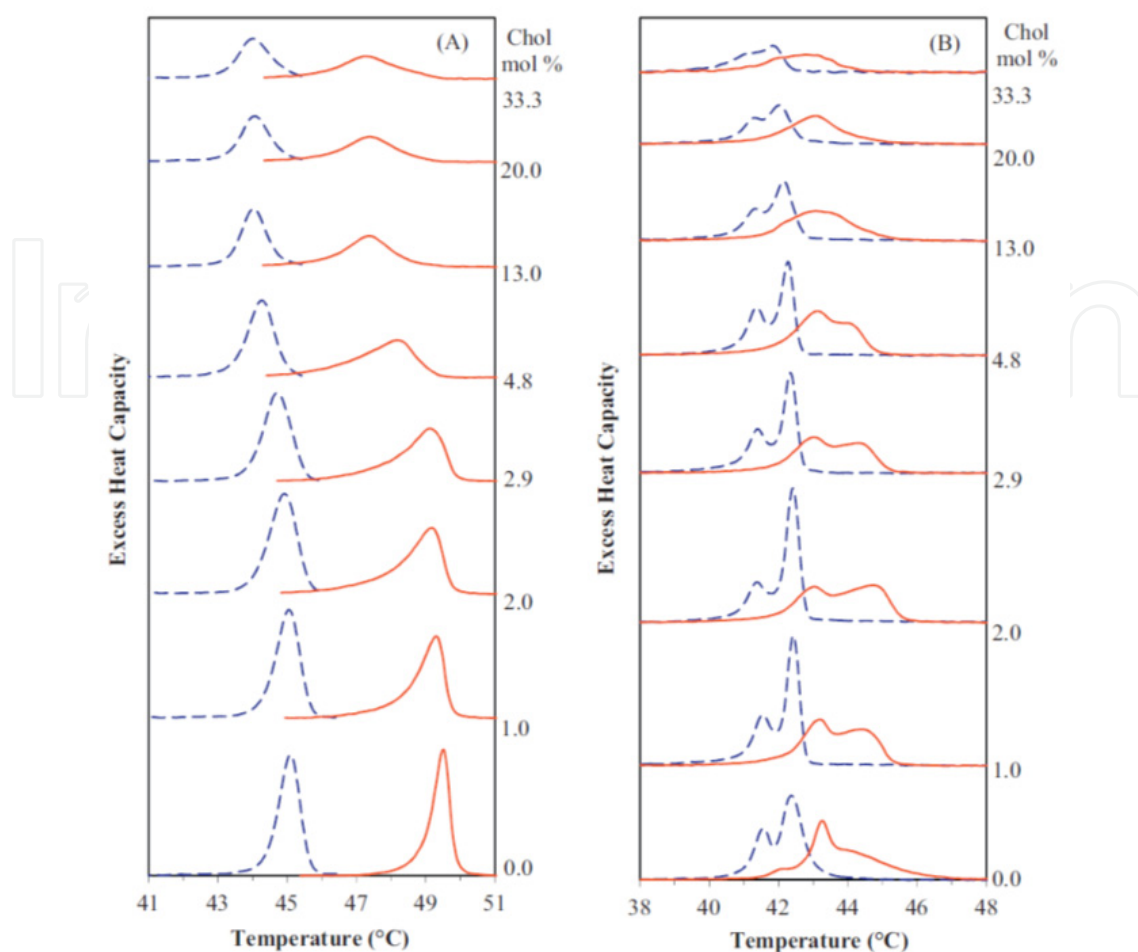 (A)
Chol
mol %
33.3
20.0
13.0
4.8
2.9
2.0
1.0
0.0
Excess Heat Capacity
41 43 45 47 49 51
Temperature (°C)
(B)
Chol
mol %
33.3
20.0
13.0
4.8
2.9
2.0
1.0
0.0
Excess Heat Capacity
38 40 42 44 46 48
Temperature (°C)